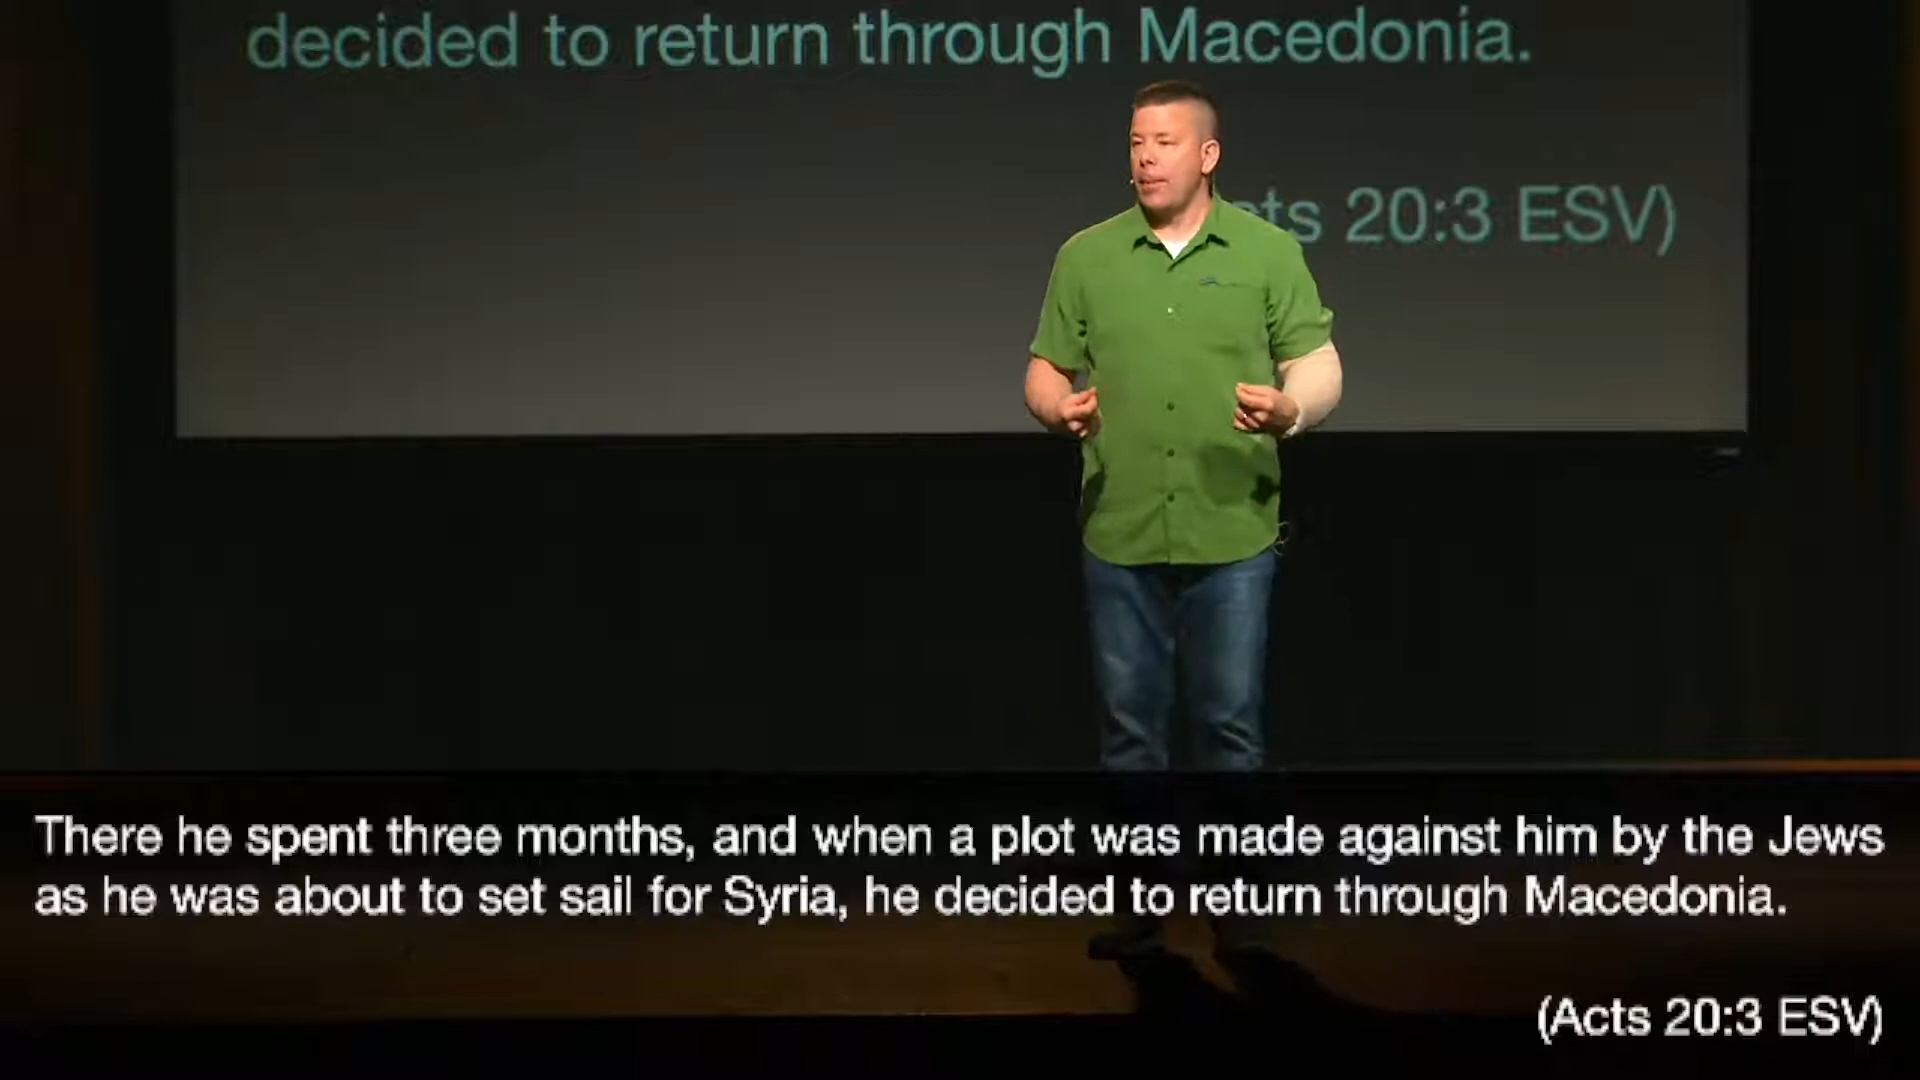 decided to return through Macedonia.
20:3 ESV)
There he spent three months, and when a plot was made against him by the Jews
as he was about to set sail for Syria, he decided to return through Macedonia.
(Acts 20:3 ESV)